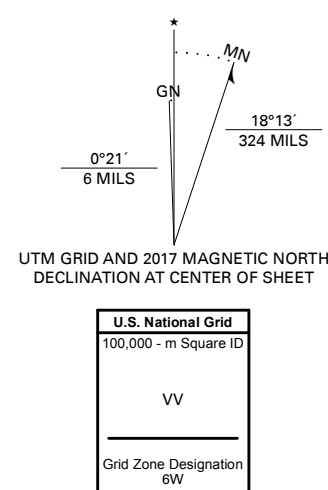 ★
MN
GN
18°13´
324 MILS
0°21´
6 MILS
UTM GRID AND 2017 MAGNETIC NORTH
DECLINATION AT CENTER OF SHEET
U.S. National Grid
100,000 - m Square ID
VV
Grid Zone Designation
6W